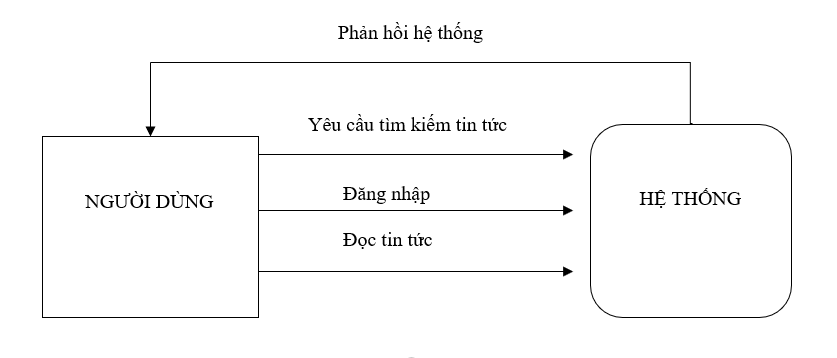 Phản hồi hệ thống
Yêu cầu tìm kiếm tin tức
NGƯỜI DÙNG
Đăng nhập
HỆ THỐNG
Đọc tin tức